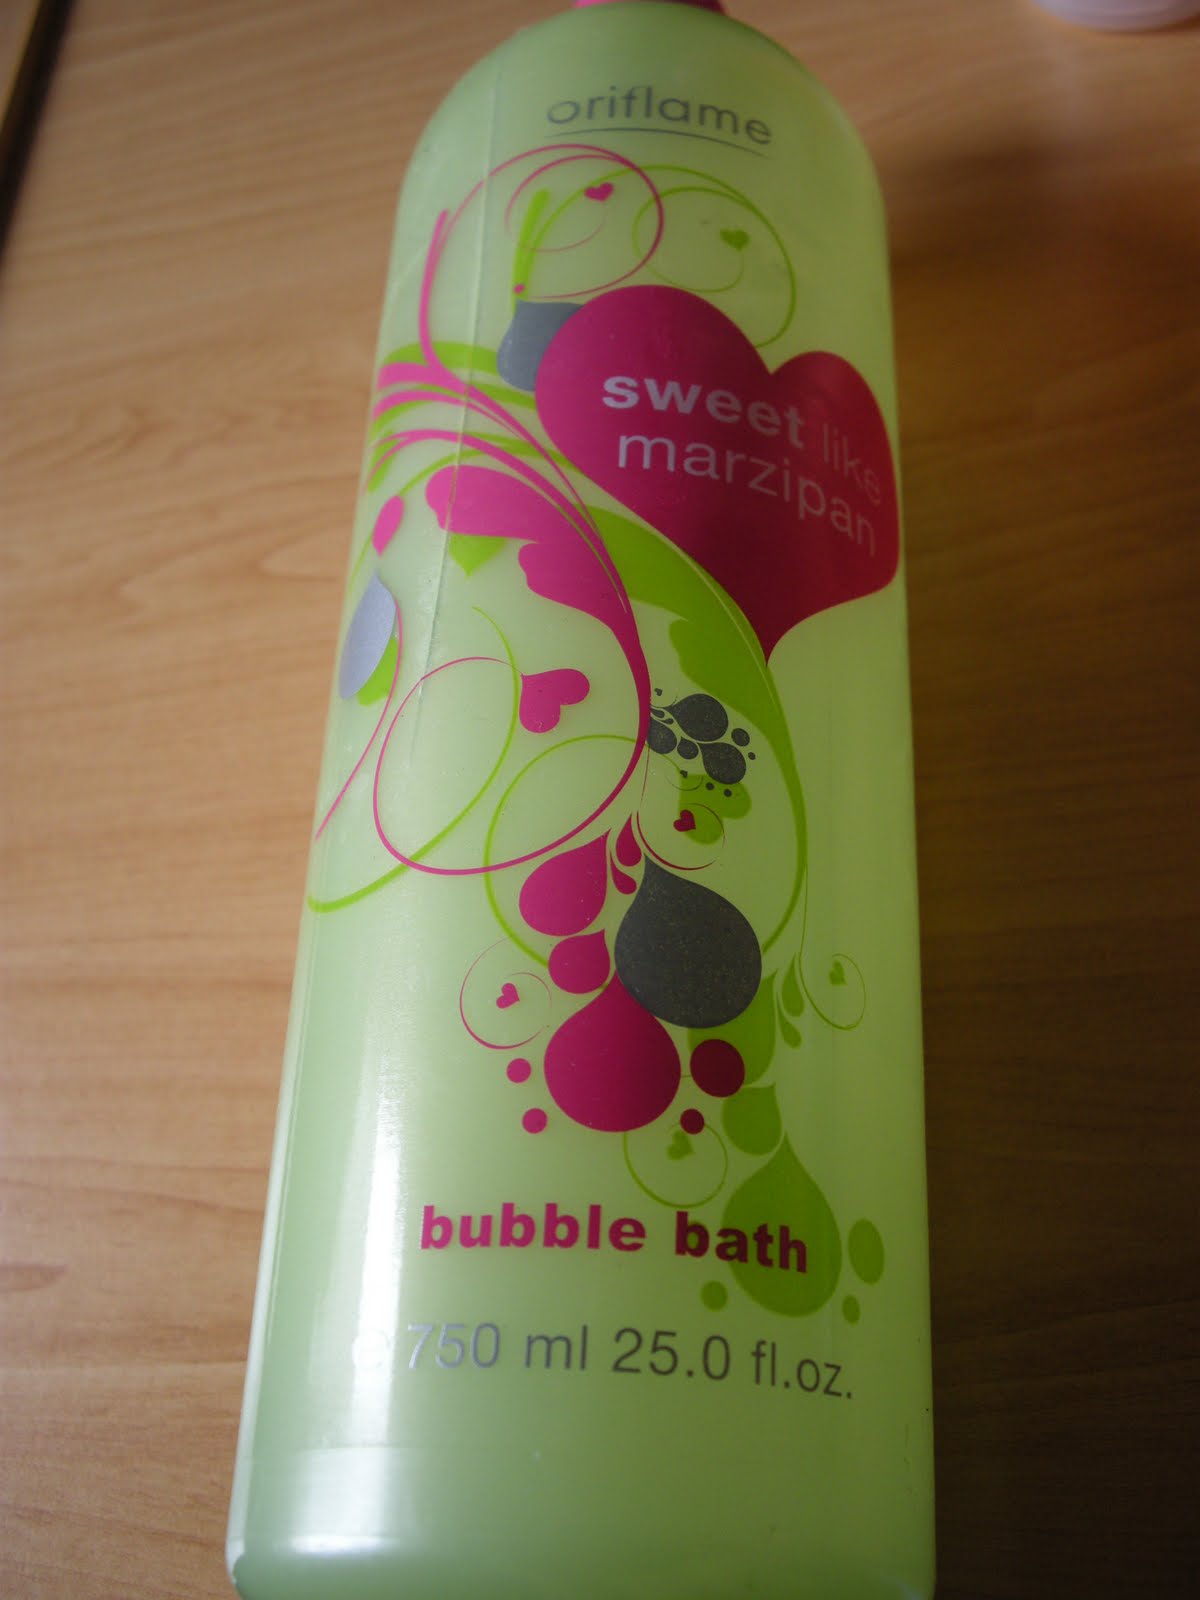 oriflame
sweet like
marzipan
bubble bath
e 750 ml 25.0 fl.oz.